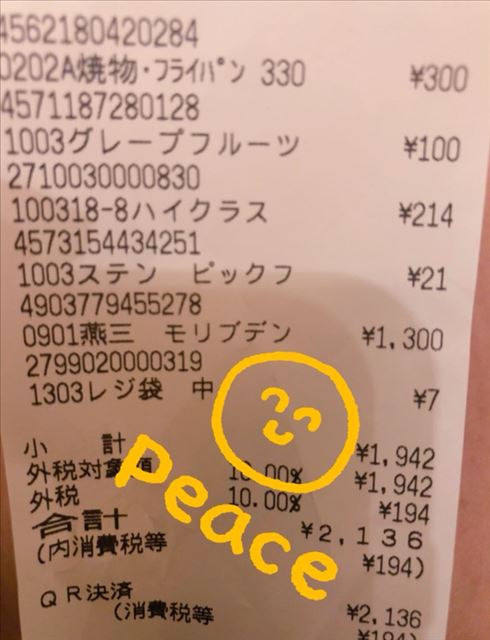 4562180420284
0202A焼物・フライパン 330 ¥300
4571187280128
1003グレープフルーツ ¥100
2710030000830
100318-8ハイクラス ¥214
4573154434251
1003ステン ピックフ ¥21
4903779455278
0901燕三 モリブデン ¥1,300
2799020000319
1303レジ袋 中 ¥7
小 計 ¥1,942
外税対象額 10.00% ¥1,942
外税 10.00% ¥194
合計 ¥2,136
(内消費税等 ¥194)
QR決済 ¥2,136
(消費税等 ¥194)
Peace